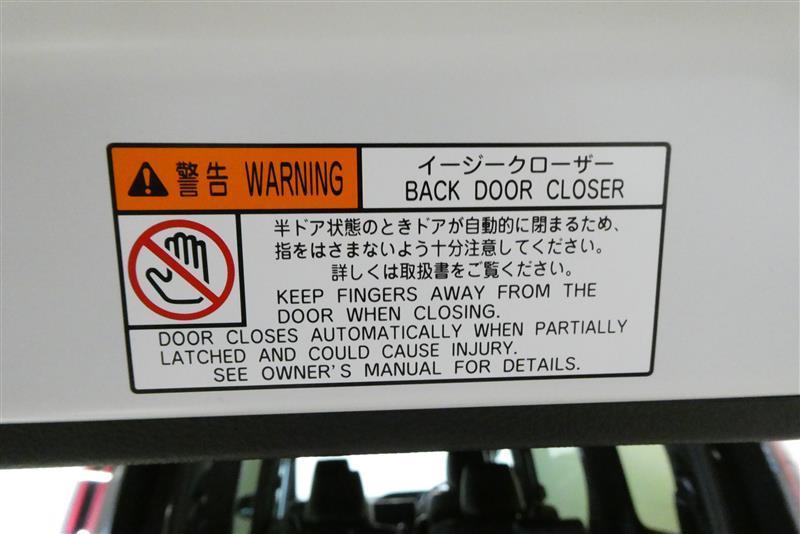 警告 WARNING
イージークローザー
BACK DOOR CLOSER
半ドア状態のときドアが自動的に閉まるため、
指をはさまないよう十分注意してください。
詳しくは取扱書をご覧ください。
KEEP FINGERS AWAY FROM THE
DOOR WHEN CLOSING.
DOOR CLOSES AUTOMATICALLY WHEN PARTIALLY
LATCHED AND COULD CAUSE INJURY.
SEE OWNER'S MANUAL FOR DETAILS.